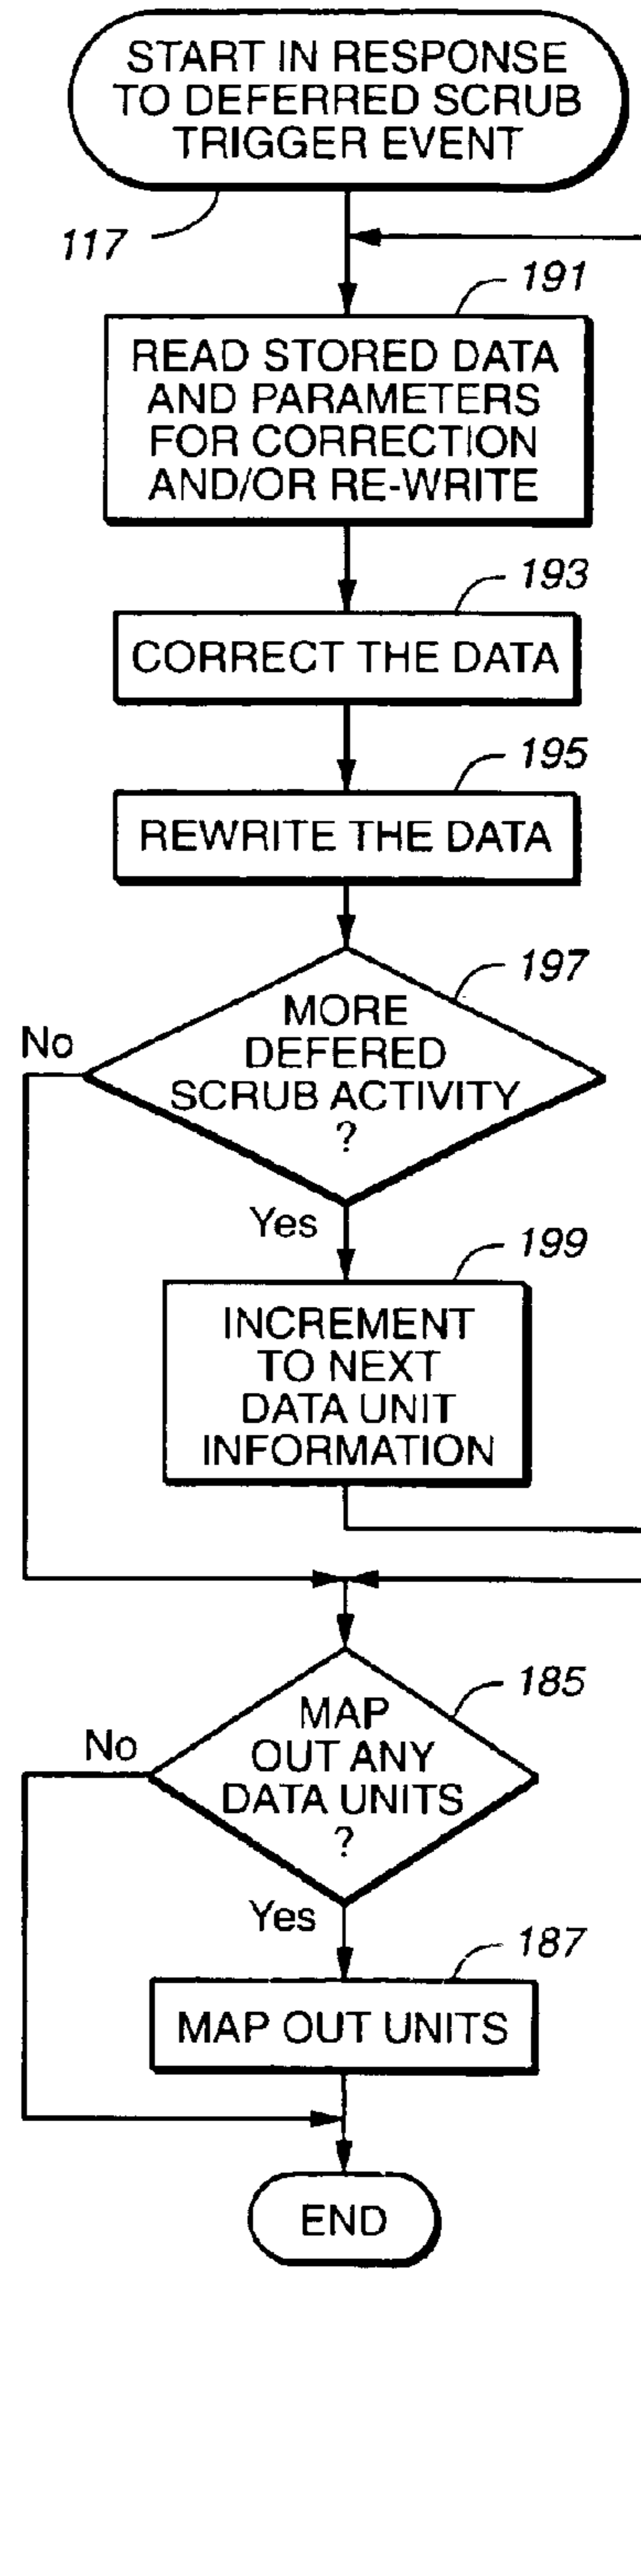 START IN RESPONSE
TO DEFERRED SCRUB
TRIGGER EVENT
117
191
READ STORED DATA
AND PARAMETERS
FOR CORRECTION
AND/OR RE-WRITE
193
CORRECT THE DATA
195
REWRITE THE DATA
197
No
MORE
DEFERED
SCRUB ACTIVITY
?
Yes
199
INCREMENT
TO NEXT
DATA UNIT
INFORMATION
185
No
MAP
OUT ANY
DATA UNITS
?
Yes
187
MAP OUT UNITS
END